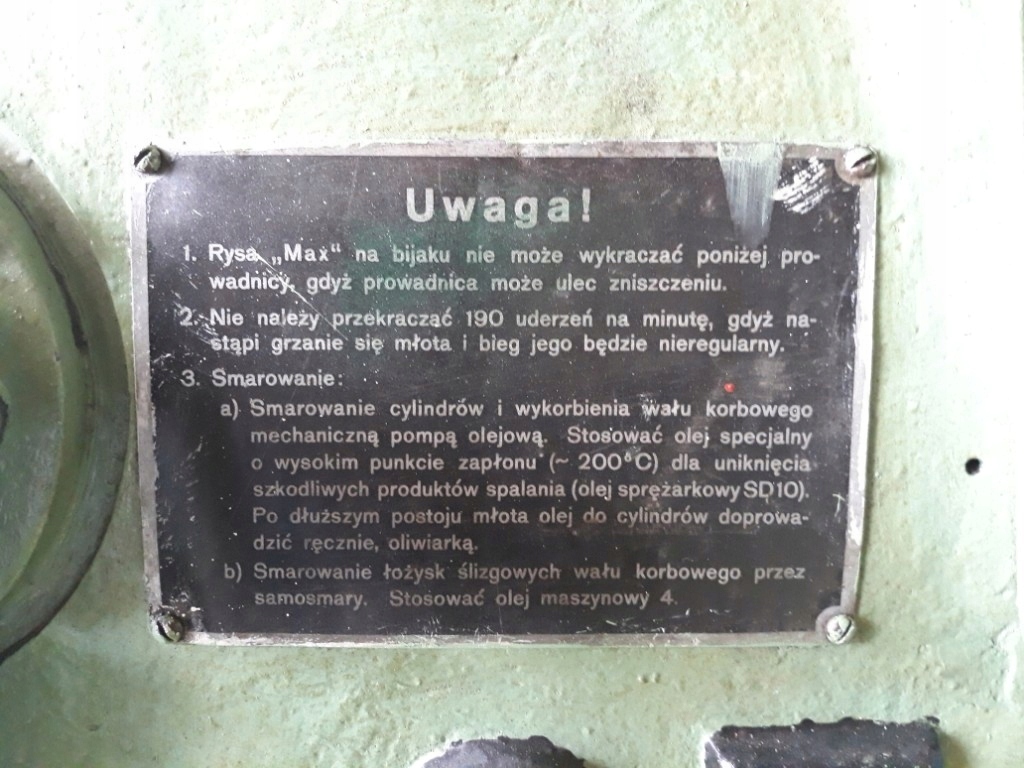 Uwaga!
1. Rysa „Max“ na bijaku nie może wykraczać poniżej pro-
wadnicy, gdyż prowadnica może ulec zniszczeniu.
2. Nie należy przekraczać 190 uderzeń na minutę, gdyż na-
stąpi grzanie się młota i bieg jego będzie nieregularny.
3. Smarowanie:
a) Smarowanie cylindrów i wykorbienia wału korbowego
mechaniczną pompą olejową. Stosować olej specjalny
o wysokim punkcie zapłonu (~ 200°C) dla uniknięcia
szkodliwych produktów spalania (olej sprężarkowy SD10).
Po dłuższym postoju młota olej do cylindrów doprowa-
dzić ręcznie, oliwiarką.
b) Smarowanie łożysk ślizgowych wału korbowego przez
samosmary. Stosować olej maszynowy 4.